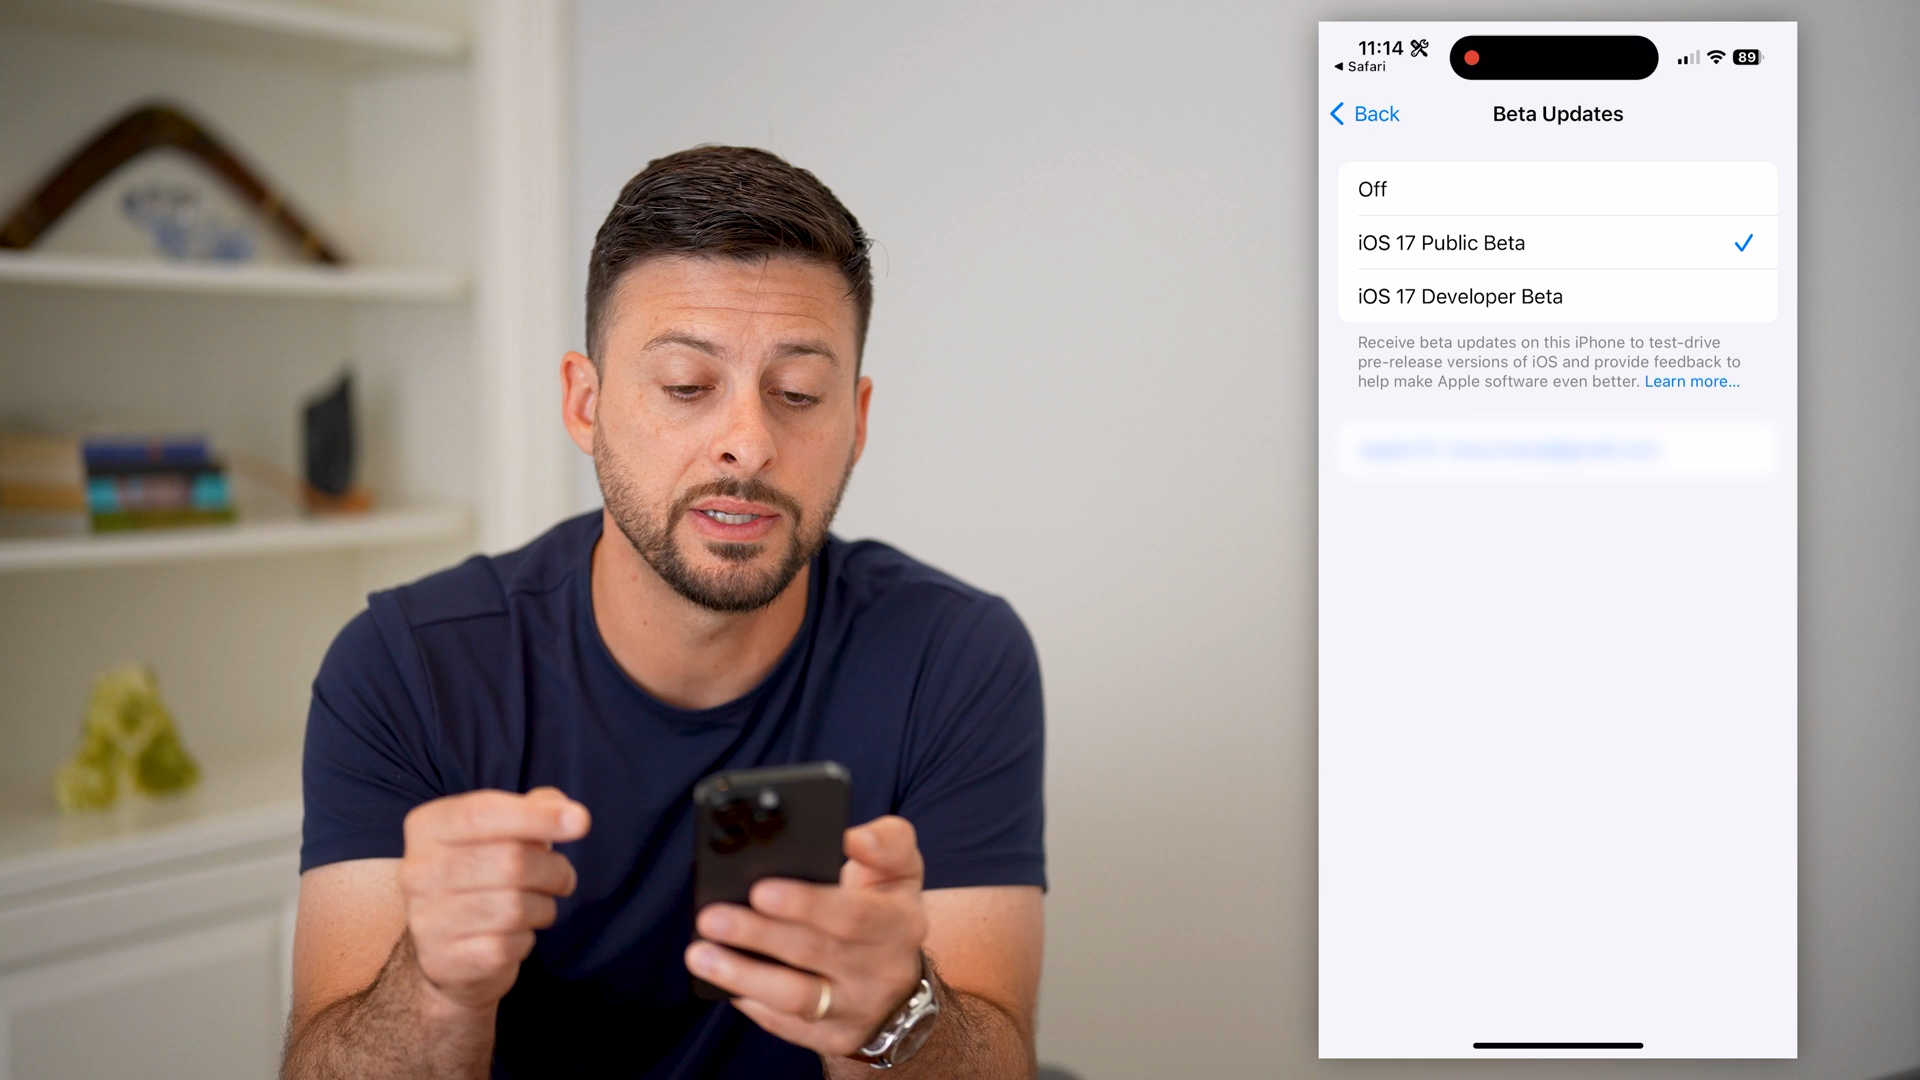 11:14
◀ Safari
89
Back
Beta Updates
Off
iOS 17 Public Beta
iOS 17 Developer Beta
Receive beta updates on this iPhone to test-drive
pre-release versions of iOS and provide feedback to
help make Apple software even better. Learn more...